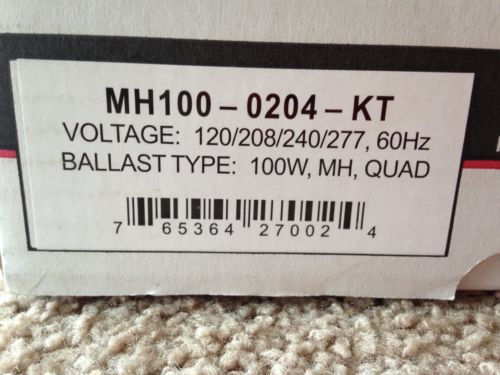 MH100 – 0204 – KT
VOLTAGE: 120/208/240/277, 60Hz
BALLAST TYPE: 100W, MH, QUAD
7 65364 27002 4